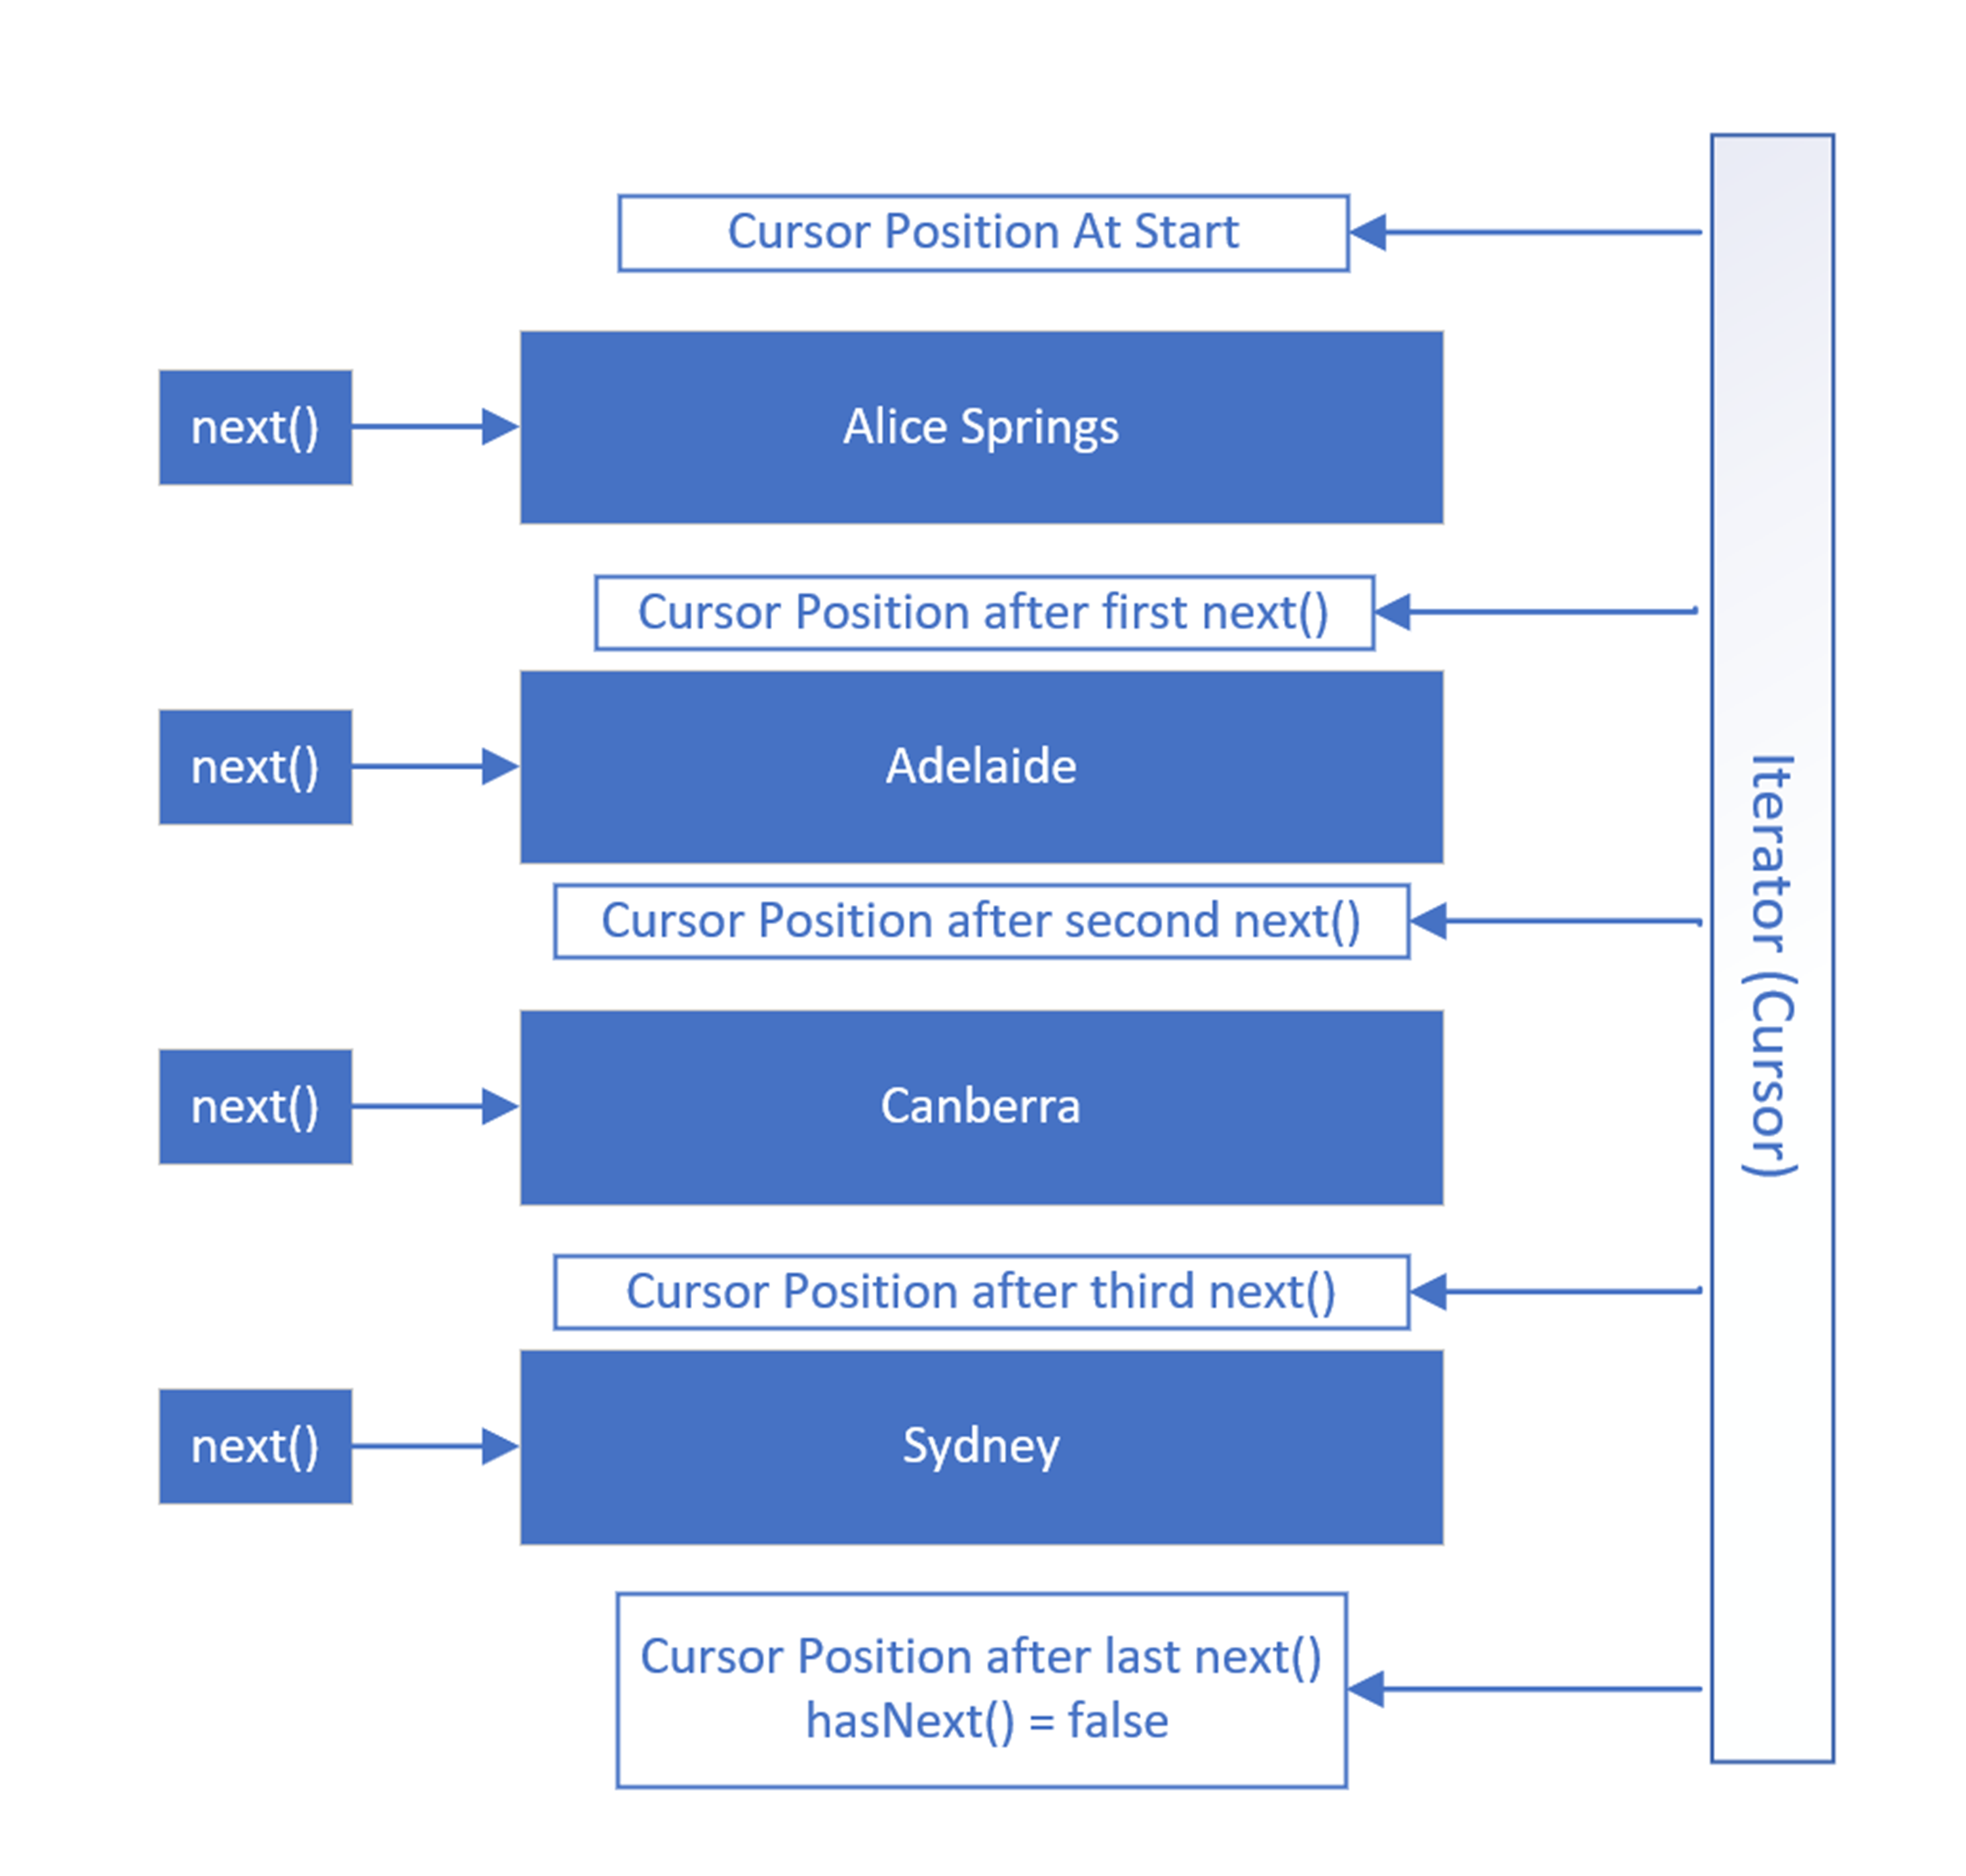 Cursor Position At Start
next()
Alice Springs
Cursor Position after first next()
next()
Adelaide
Cursor Position after second next()
next()
Canberra
Cursor Position after third next()
next()
Sydney
Cursor Position after last next()
hasNext() = false
Iterator (Cursor)